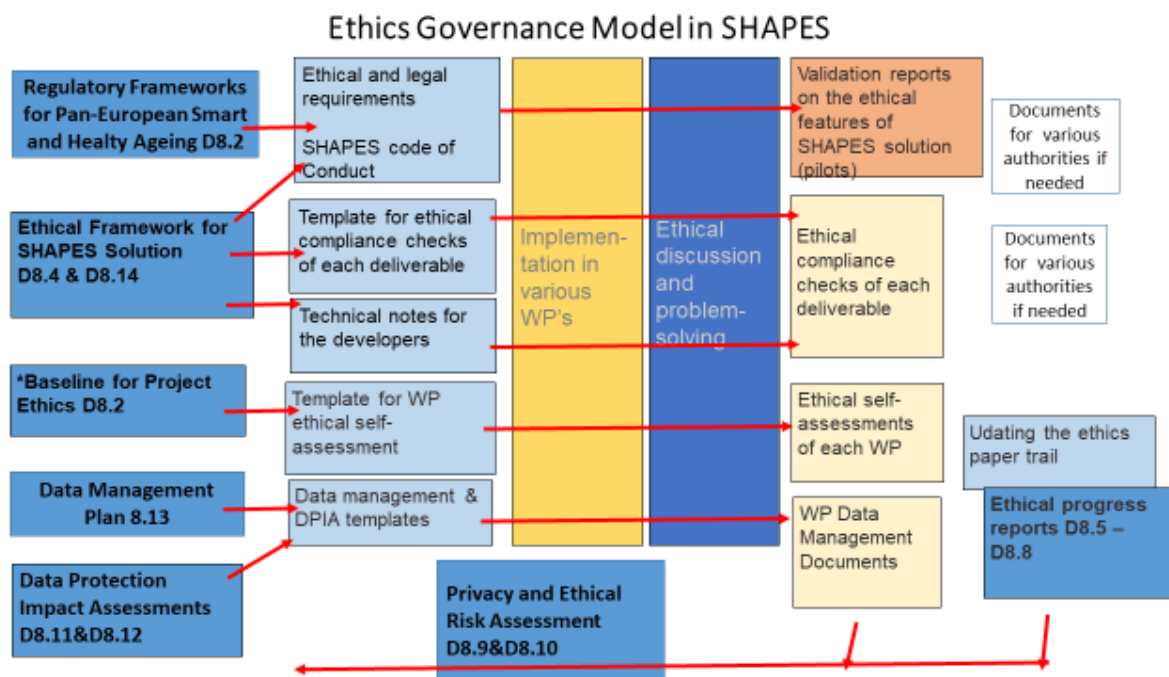 Ethics Governance Model in SHAPES
Regulatory Frameworks
for Pan-European Smart
and Healty Ageing D8.2
Ethical Framework for
SHAPES Solution
D8.4 & D8.14
*Baseline for Project
Ethics D8.2
Data Management
Plan 8.13
Data Protection
Impact Assessments
D8.11&D8.12
Ethical and legal
requirements
SHAPES code of
Conduct
Template for ethical
compliance checks
of each deliverable
Technical notes for
the developers
Template for WP
ethical self-
assessment
Data management &
DPIA templates
Implemen-
tation in
various
WP's
Ethical
discussion
and
problem-
solving
Privacy and Ethical
Risk Assessment
D8.9&D8.10
Validation reports
on the ethical
features of
SHAPES solution
(pilots)
Ethical
compliance
checks of each
deliverable
Ethical self-
assessments
of each WP
WP Data
Management
Documents
Documents
for various
authorities if
needed
Documents
for various
authorities
if needed
Udating the ethics
paper trail
Ethical progress
reports D8.5 –
D8.8